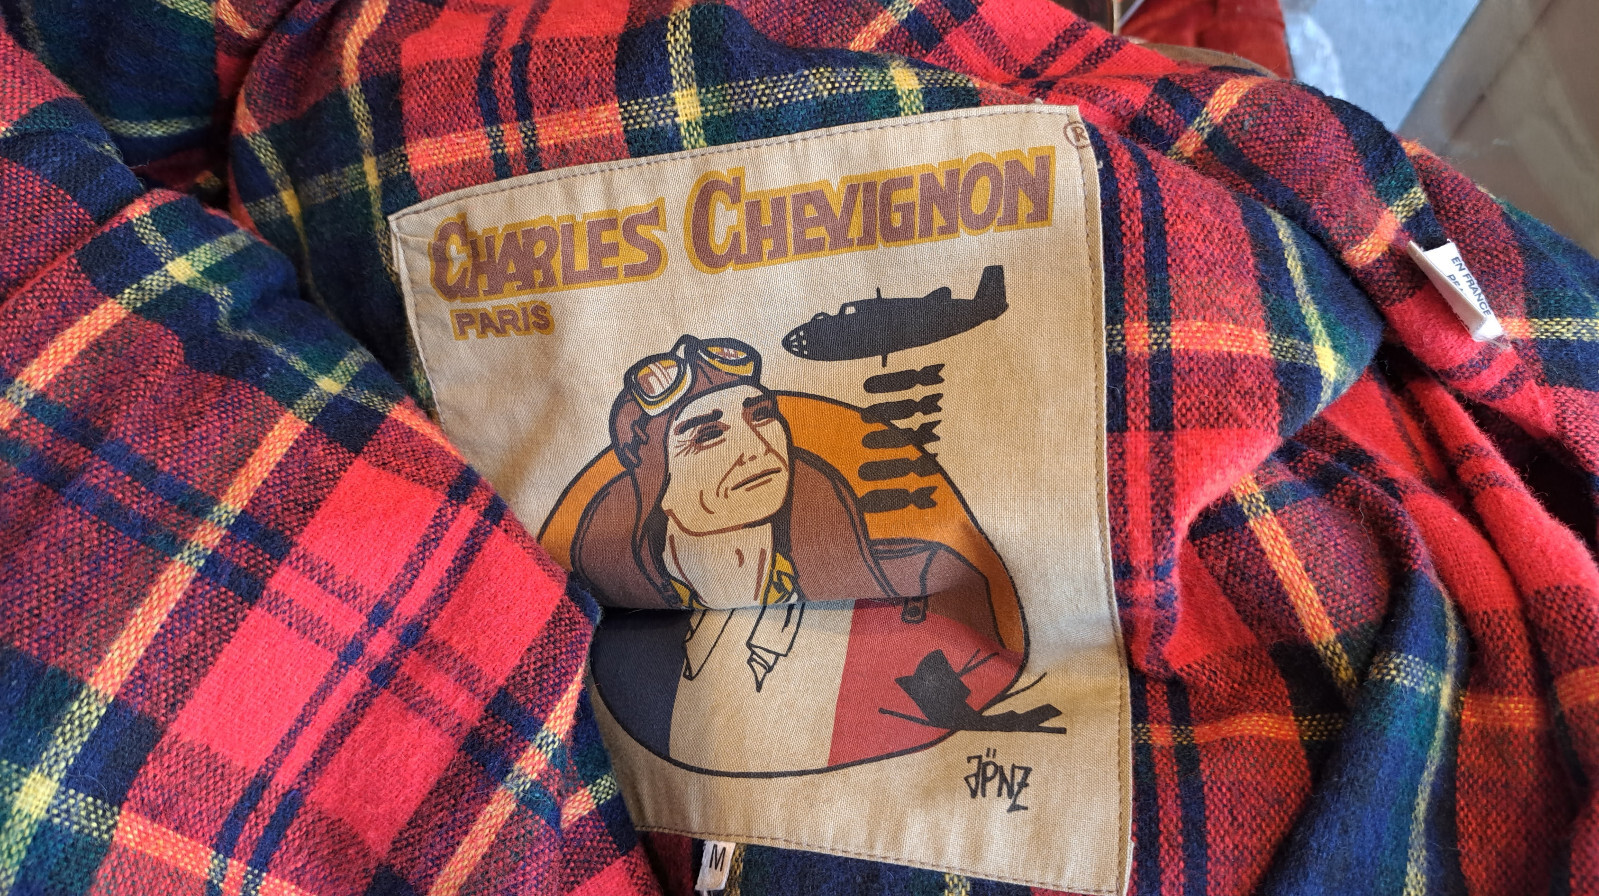 ®
CHARLES CHEVIGNON
PARIS
EN FRANCE
JPNZ
M